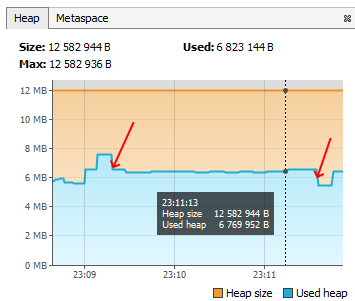 Heap Metaspace
Size: 12 582 944 B Used: 6 823 144 B
Max: 12 582 936 B
12 MB
10 MB
8 MB
6 MB
4 MB
2 MB
0 MB
23:11:13
Heap size 12 582 944 B
Used heap 6 769 952 B
23:09 23:10 23:11
Heap size Used heap